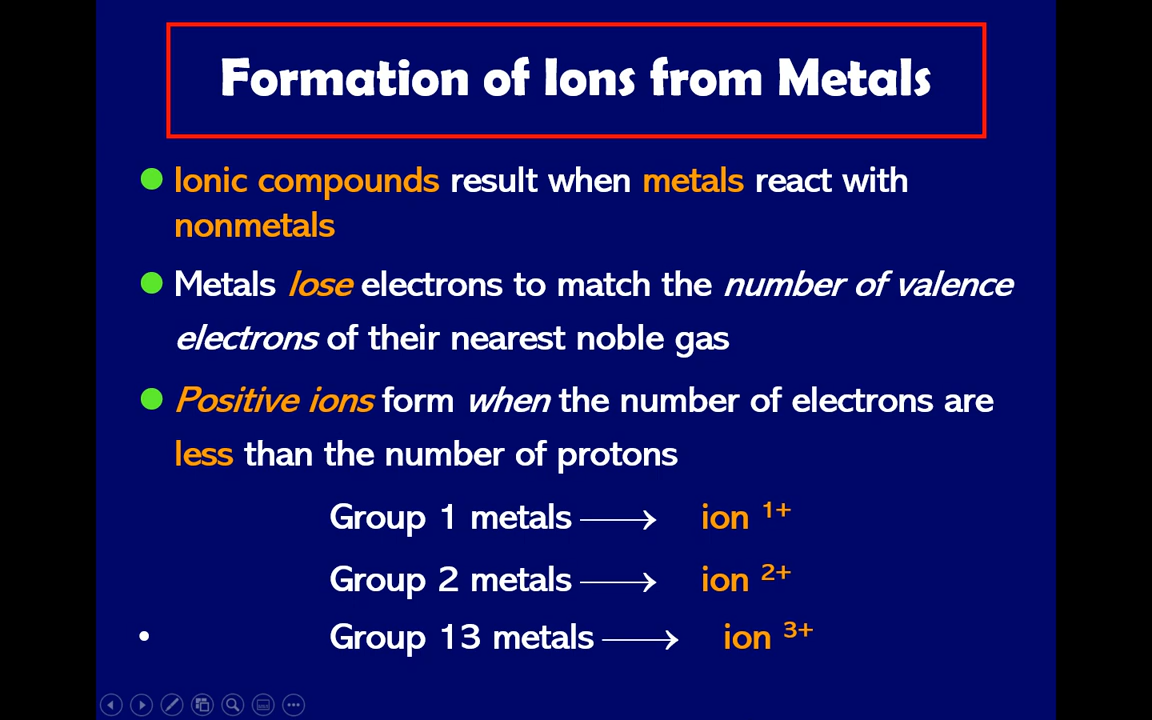 Formation of Ions from Metals
Ionic compounds result when metals react with
nonmetals
Metals lose electrons to match the number of valence
electrons of their nearest noble gas
Positive ions form when the number of electrons are
less than the number of protons
Group 1 metals ⟶ ion 1+
Group 2 metals ⟶ ion 2+
• Group 13 metals ⟶ ion 3+